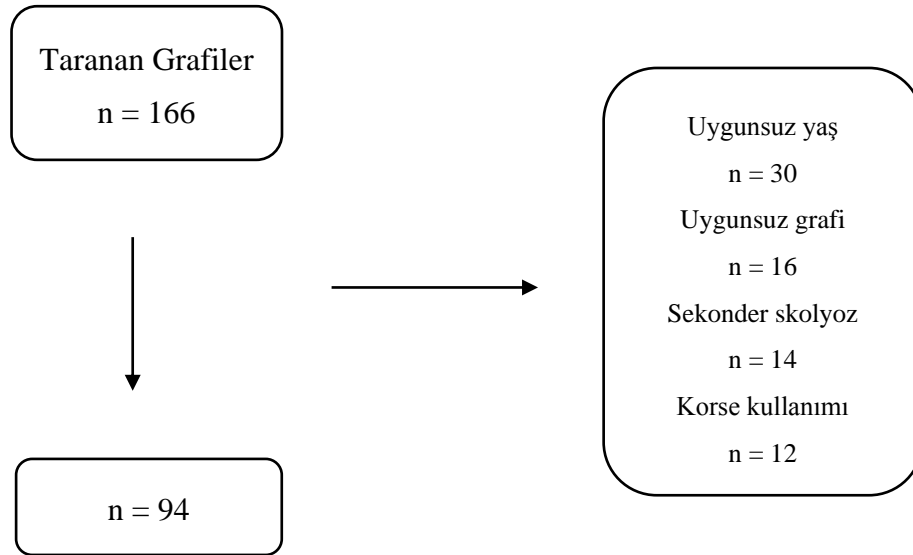 Taranan Grafiler
n = 166
Uygunsuz yaş
n = 30
Uygunsuz grafi
n = 16
Sekonder skolyoz
n = 14
Korse kullanımı
n = 12
n = 94